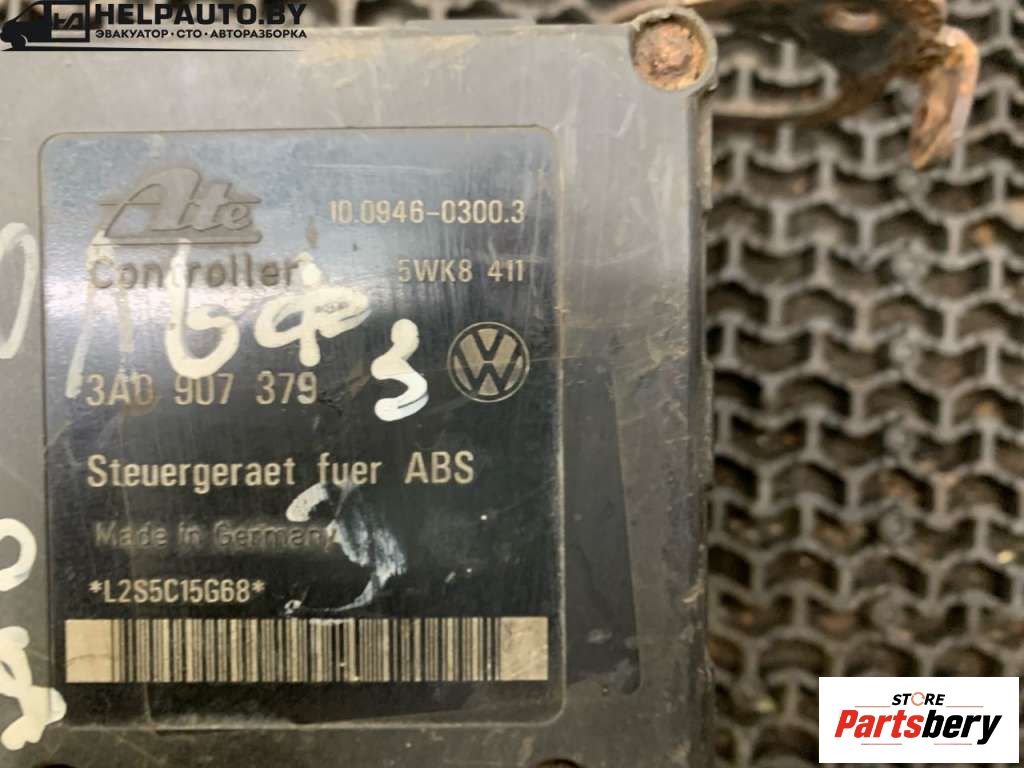 HELPAUTO.BY
ЭВАКУАТОР • СТО • АВТОРАЗБОРКА
Ate
10.0946-0300.3
Controller
5WK8 411
3A0 907 379
Steuergeraet fuer ABS
Made in Germany
*L2S5C15G68*
STORE
Partsbery